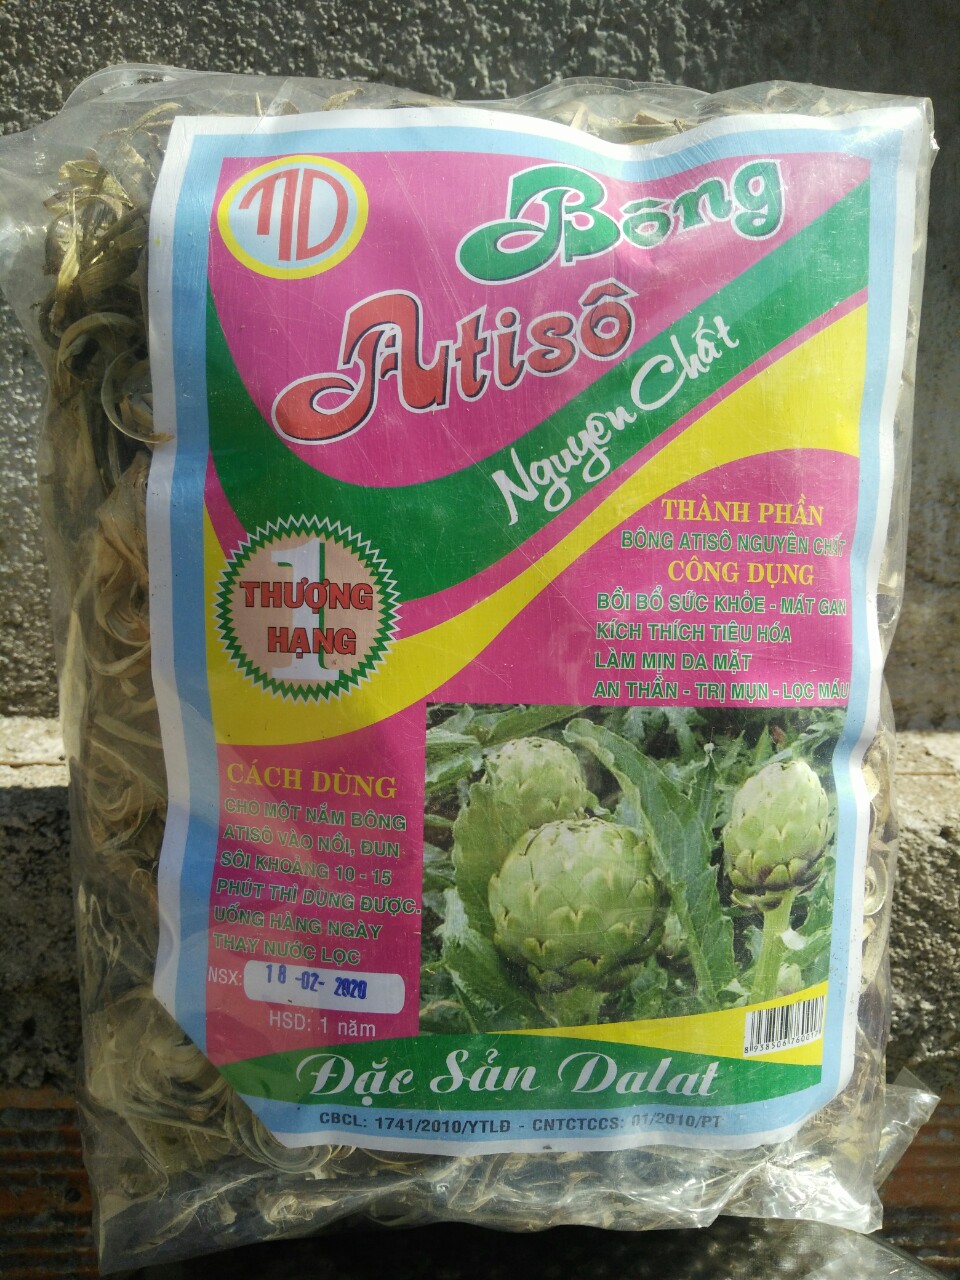 Bông
Atisô
Nguyên Chất
THÀNH PHẦN
BÔNG ATISÔ NGUYÊN CHẤT
CÔNG DỤNG
BỒI BỔ SỨC KHỎE - MÁT GAN
KÍCH THÍCH TIÊU HÓA
LÀM MỊN DA MẶT
AN THẦN - TRỊ MỤN - LỌC MÁU
1
THƯỢNG
HẠNG
CÁCH DÙNG
CHO MỘT NẮM BÔNG
ATISÔ VÀO NỒI, ĐUN
SÔI KHOẢNG 10 - 15
PHÚT THÌ DÙNG ĐƯỢC.
UỐNG HÀNG NGÀY
THAY NƯỚC LỌC
NSX: 18-02-2020
HSD: 1 năm
Đặc Sản Dalat
CBCL: 1741/2010/YTLĐ - CNTCTCCS: 01/2010/PT